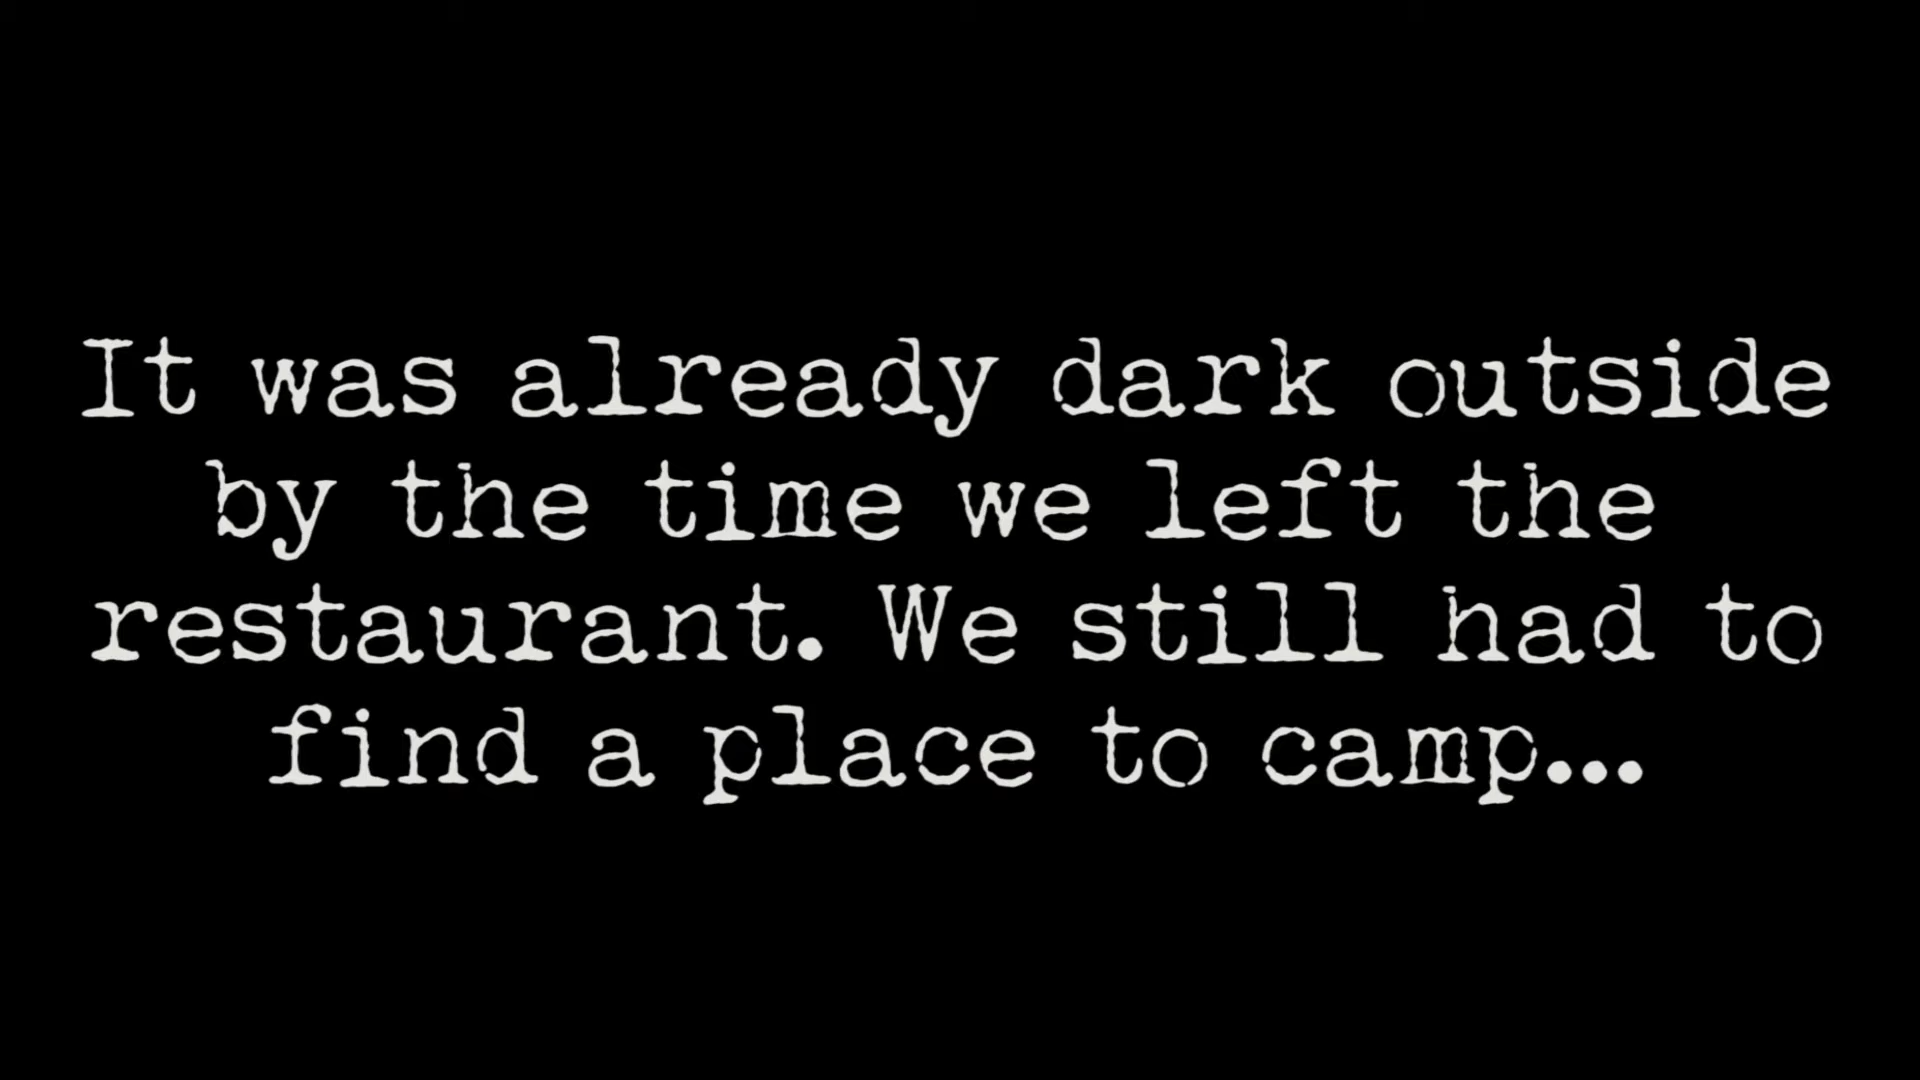 It was already dark outside
by the time we left the
restaurant. We still had to
find a place to camp...